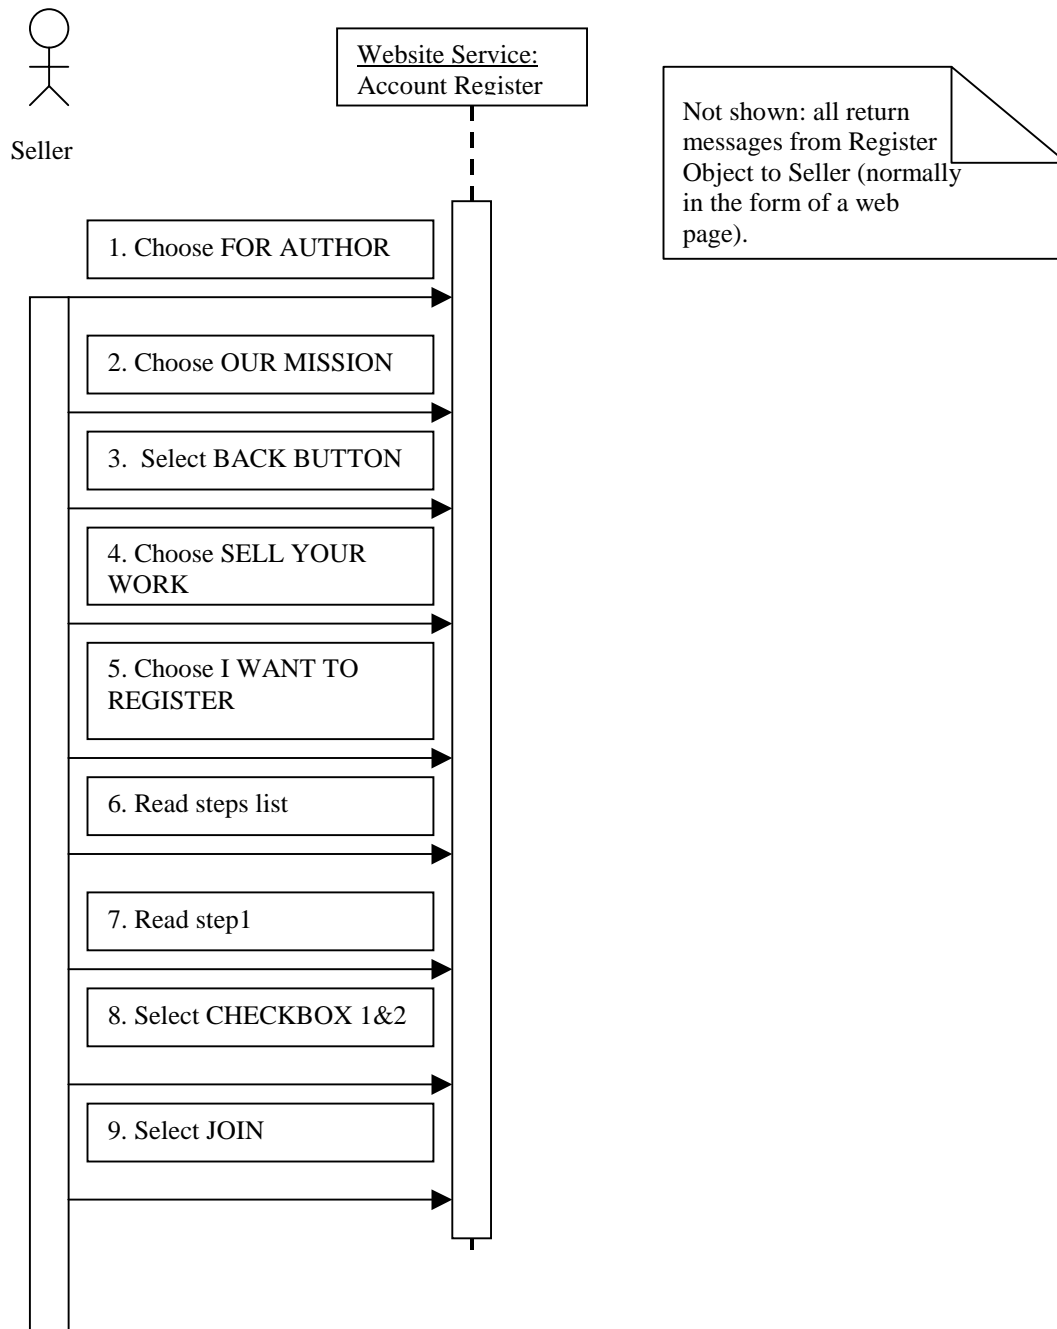 Website Service:
Account Register
Seller
Not shown: all return
messages from Register
Object to Seller (normally
in the form of a web
page).
1. Choose FOR AUTHOR
2. Choose OUR MISSION
3.  Select BACK BUTTON
4. Choose SELL YOUR
WORK
5. Choose I WANT TO
REGISTER
6. Read steps list
7. Read step1
8. Select CHECKBOX 1&2
9. Select JOIN